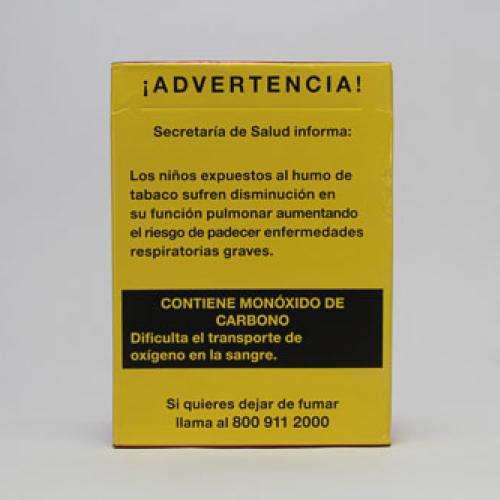 ¡ADVERTENCIA!
Secretaría de Salud informa:
Los niños expuestos al humo de
tabaco sufren disminución en
su función pulmonar aumentando
el riesgo de padecer enfermedades
respiratorias graves.
CONTIENE MONÓXIDO DE
CARBONO
Dificulta el transporte de
oxígeno en la sangre.
Si quieres dejar de fumar
llama al 800 911 2000